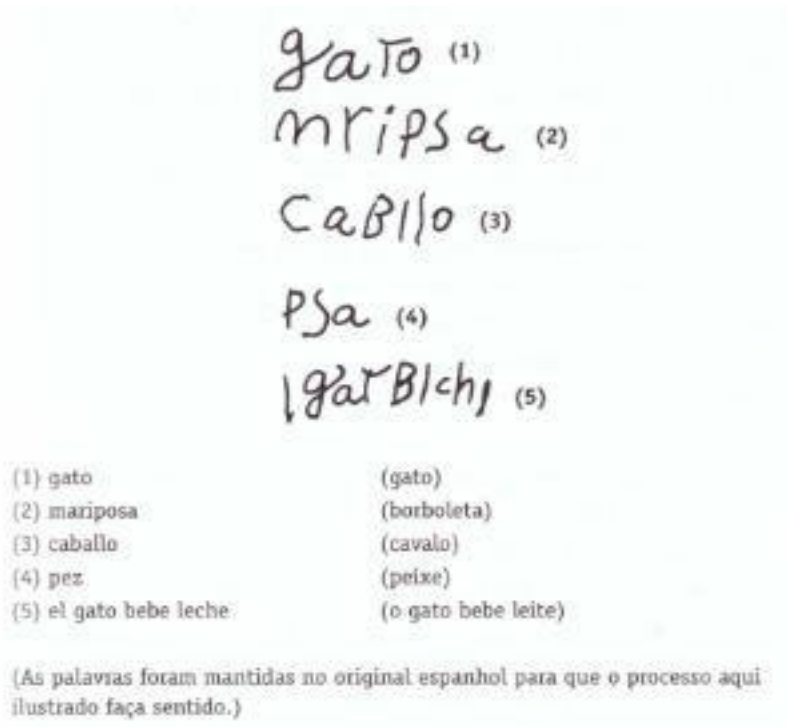 gato (1)
mripsa (2)
caBllo (3)
Psa (4)
lgatBlchl (5)
(1) gato (gato)
(2) mariposa (borboleta)
(3) caballo (cavalo)
(4) pez (peixe)
(5) el gato bebe leche (o gato bebe leite)
(As palavras foram mantidas no original espanhol para que o processo aqui
ilustrado faça sentido.)